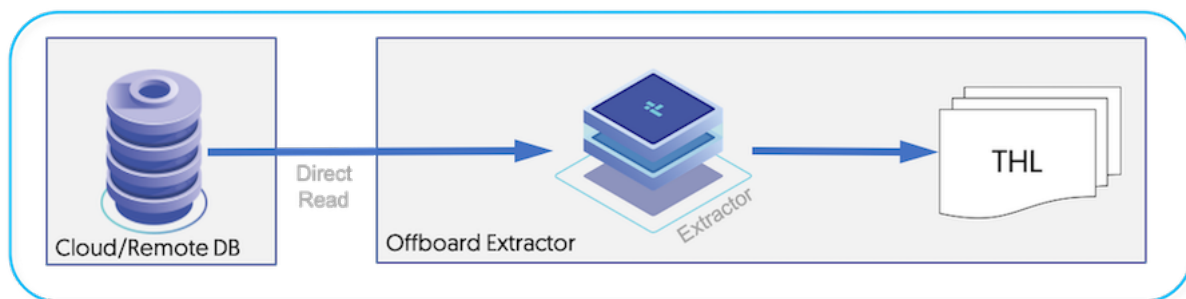 Cloud/Remote DB
Direct
Read
Offboard Extractor
Extractor
THL